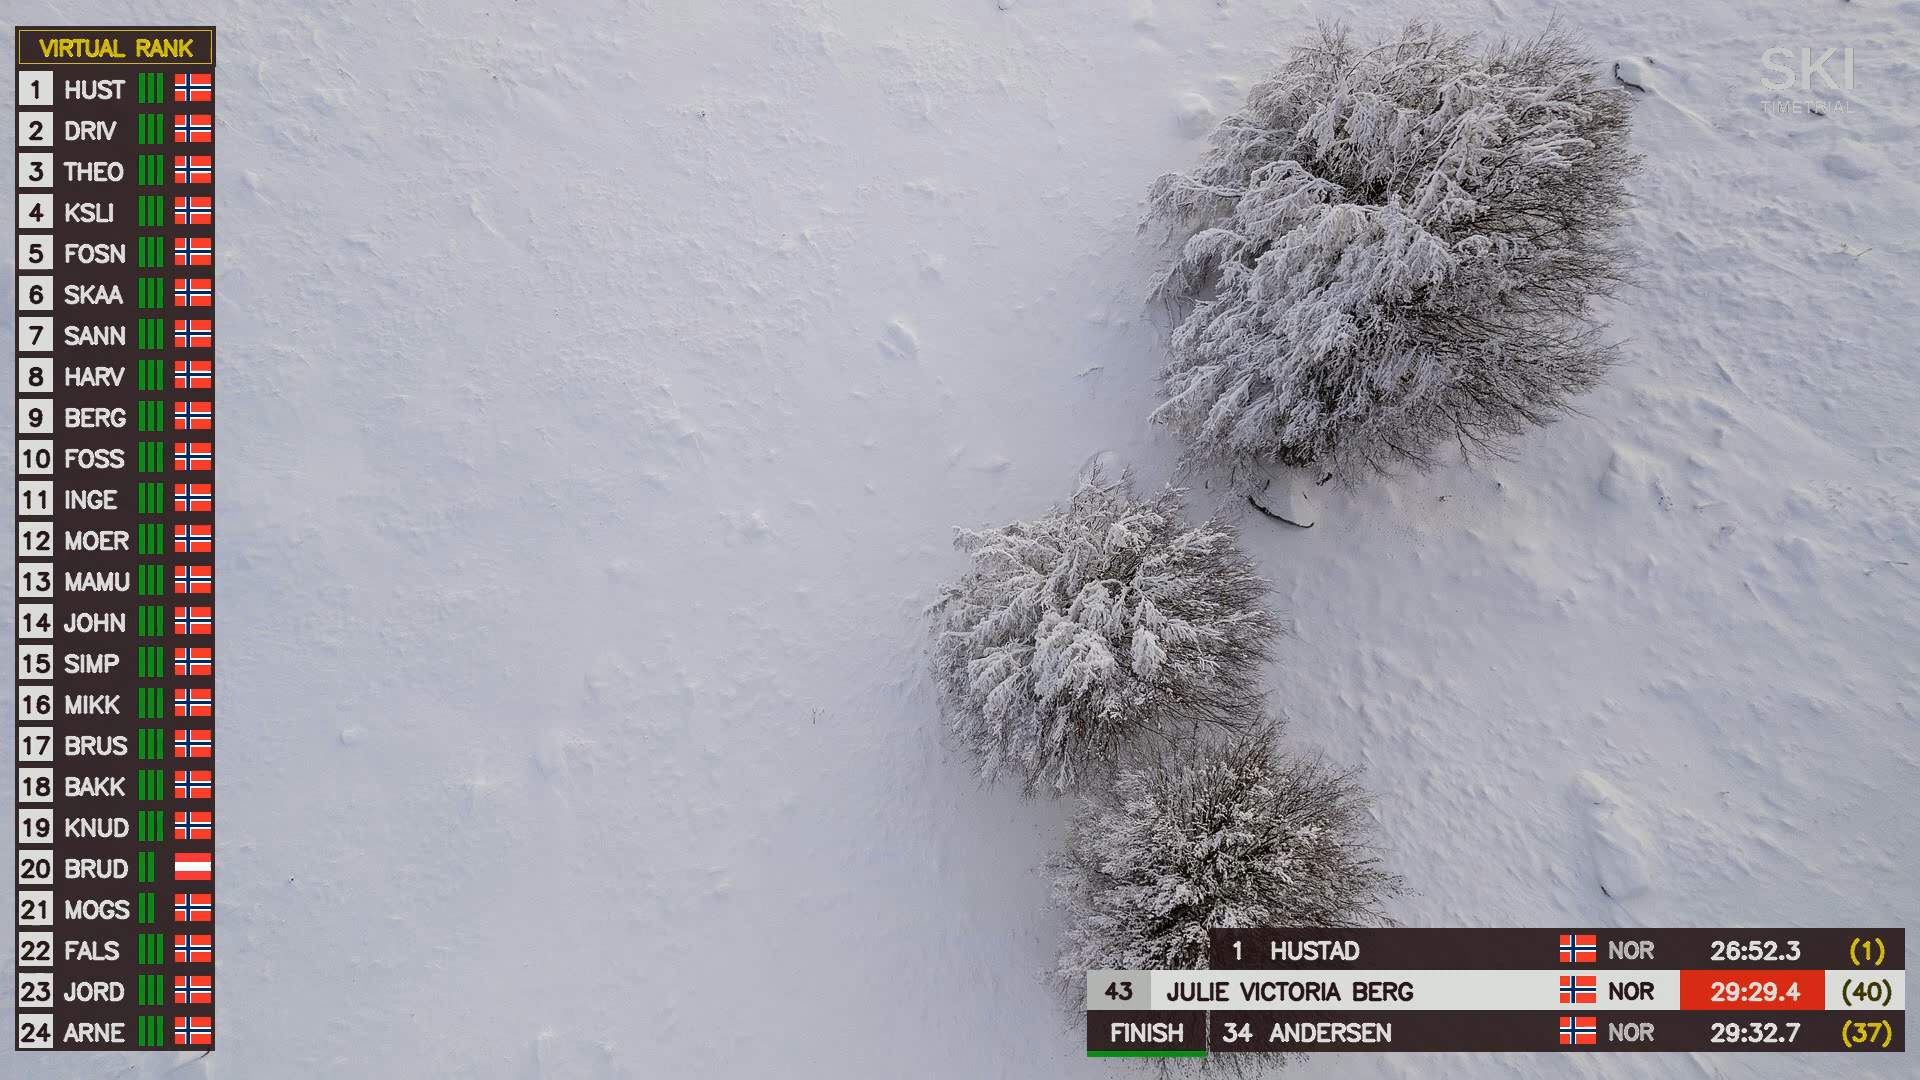 VIRTUAL RANK
1 HUST
2 DRIV
3 THEO
4 KSLI
5 FOSN
6 SKAA
7 SANN
8 HARV
9 BERG
10 FOSS
11 INGE
12 MOER
13 MAMU
14 JOHN
15 SIMP
16 MIKK
17 BRUS
18 BAKK
19 KNUD
20 BRUD
21 MOGS
22 FALS
23 JORD
24 ARNE
SKI
TIMETRIAL
1 HUSTAD NOR 26:52.3 (1)
43 JULIE VICTORIA BERG NOR 29:29.4 (40)
FINISH 34 ANDERSEN NOR 29:32.7 (37)